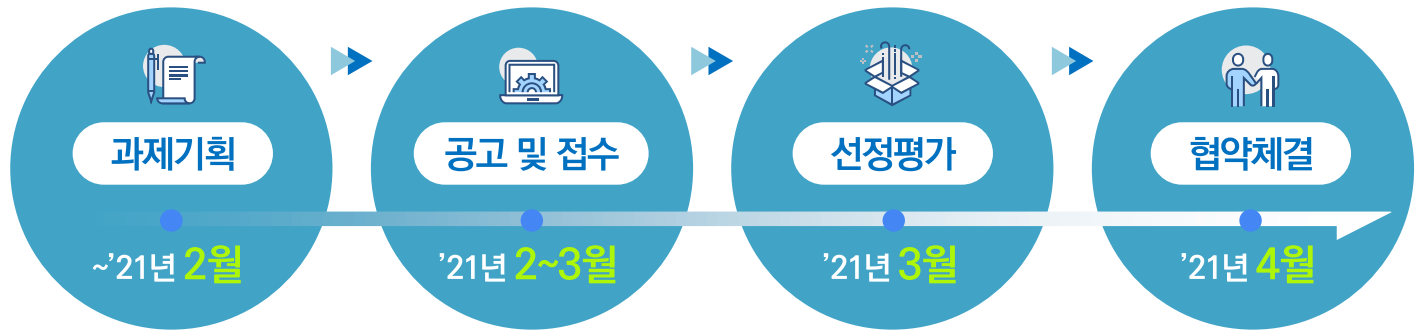 과제기획
공고 및 접수
선정평가
협약체결
~’21년 2월
’21년 2~3월
’21년 3월
’21년 4월